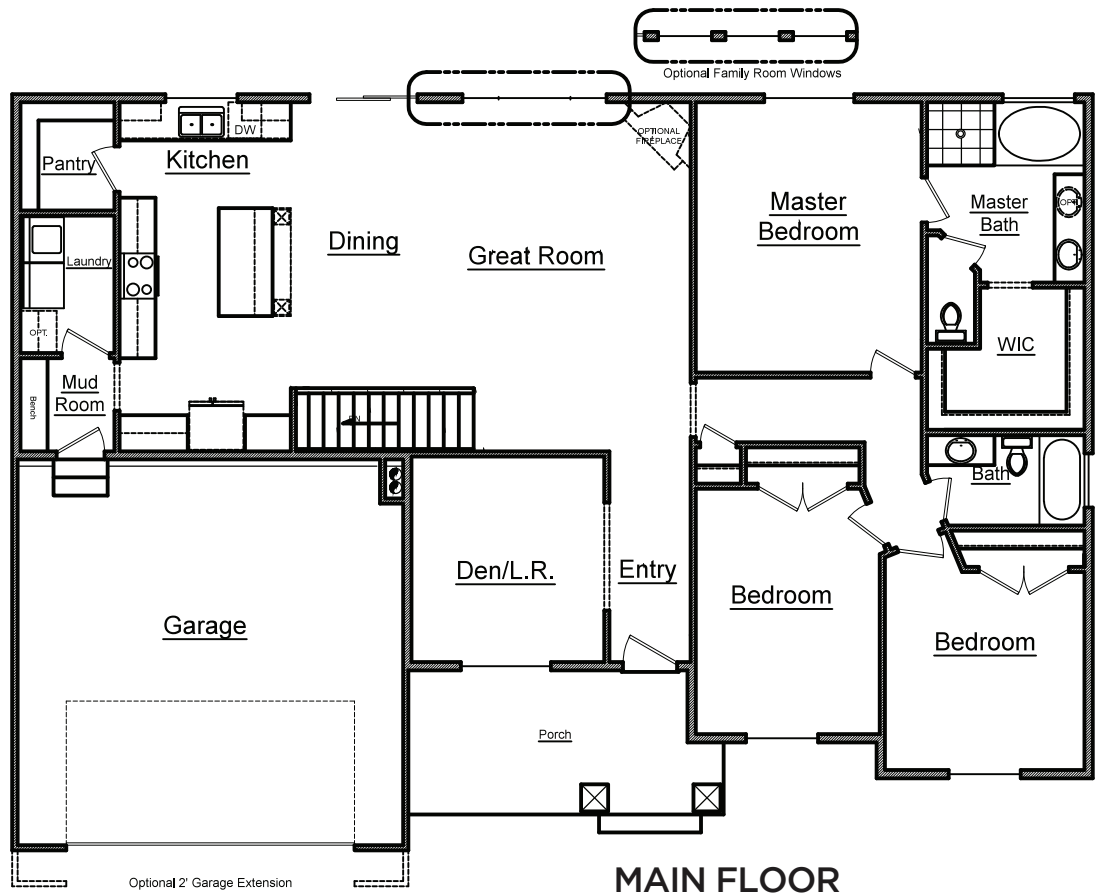 Optional Family Room Windows
DW
OPTIONAL
FIREPLACE
Pantry
Kitchen
Master
Bedroom
Master
Bath
OPT.
Dining
Great Room
Laundry
OPT.
WIC
Mud
Room
Bench
DN
Bath
Den/L.R.
Entry
Bedroom
Garage
Bedroom
Porch
Optional 2' Garage Extension
MAIN FLOOR